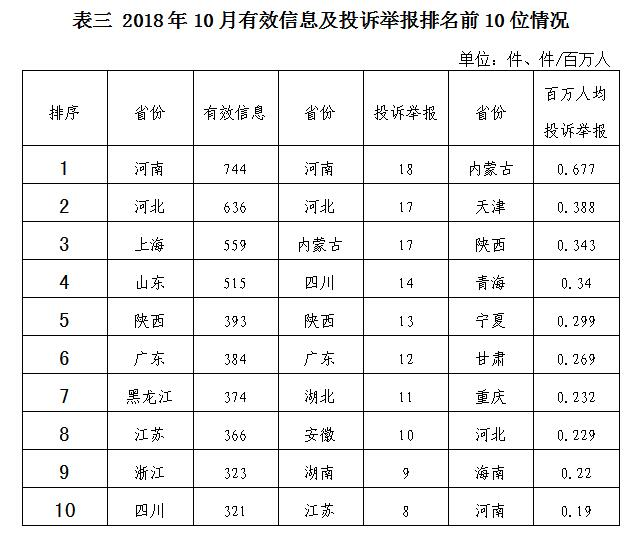 表三 2018 年 10 月有效信息及投诉举报排名前 10 位情况
单位：件、件/百万人
排序 省份 有效信息 省份 投诉举报 省份 百万人均
投诉举报
1 河南 744 河南 18 内蒙古 0.677
2 河北 636 河北 17 天津 0.388
3 上海 559 内蒙古 17 陕西 0.343
4 山东 515 四川 14 青海 0.34
5 陕西 393 陕西 13 宁夏 0.299
6 广东 384 广东 12 甘肃 0.269
7 黑龙江 374 湖北 11 重庆 0.232
8 江苏 366 安徽 10 河北 0.229
9 浙江 323 湖南 9 海南 0.22
10 四川 321 江苏 8 河南 0.19